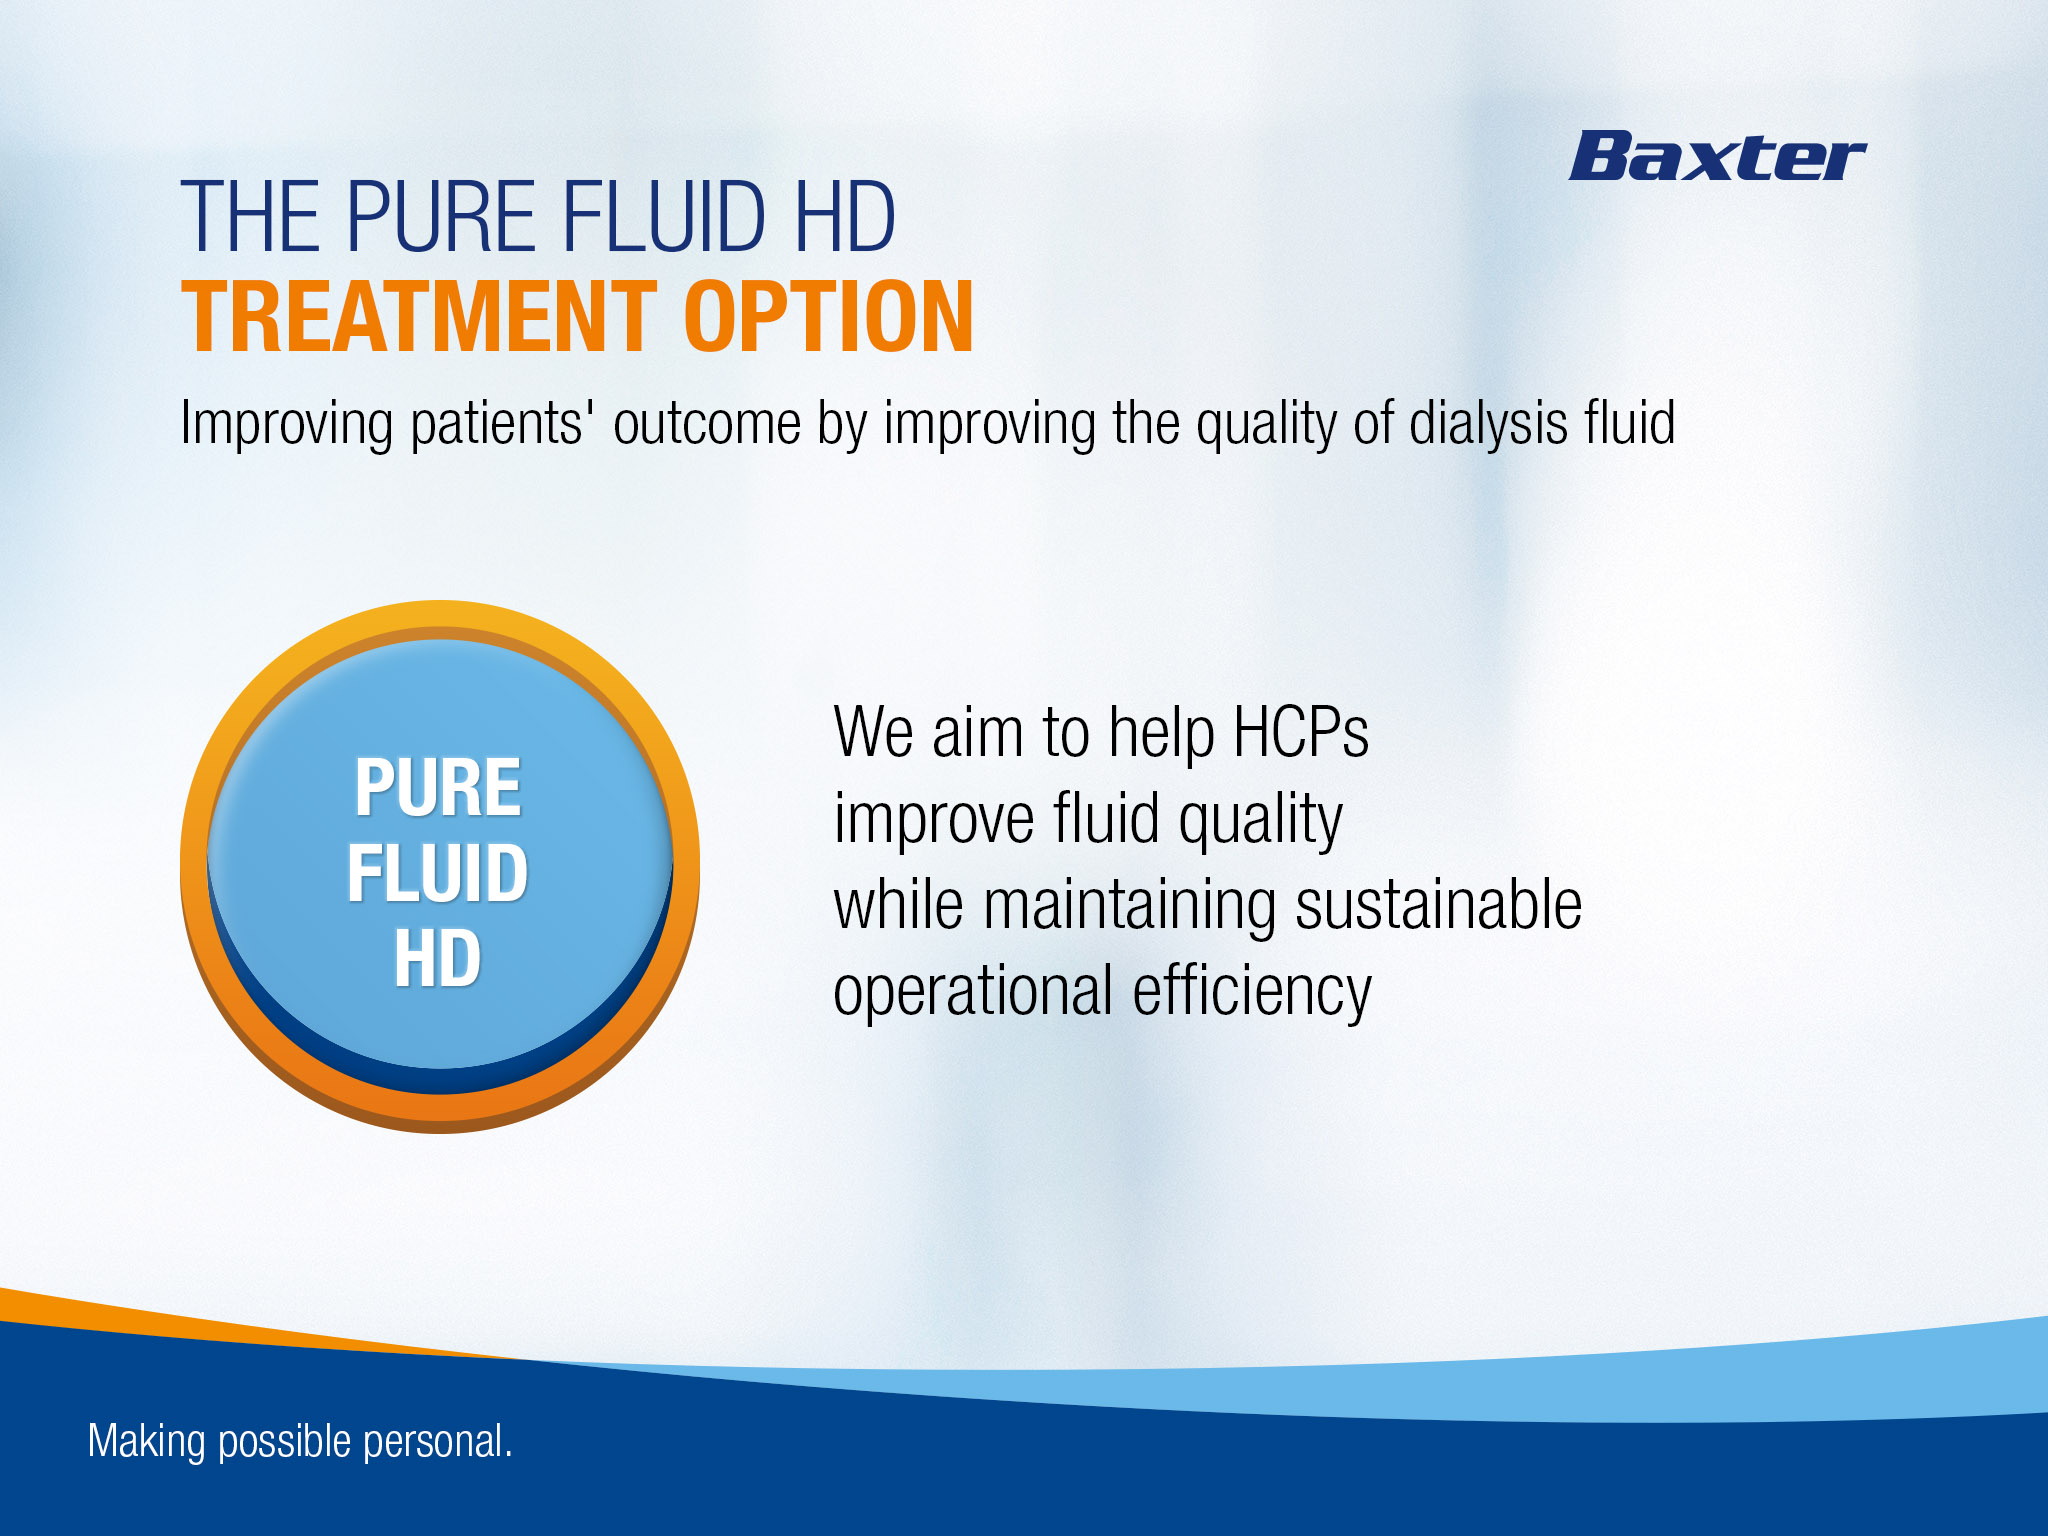 Baxter
THE PURE FLUID HD
TREATMENT OPTION
Improving patients' outcome by improving the quality of dialysis fluid
PURE
FLUID
HD
We aim to help HCPs
improve fluid quality
while maintaining sustainable
operational efficiency
Making possible personal.